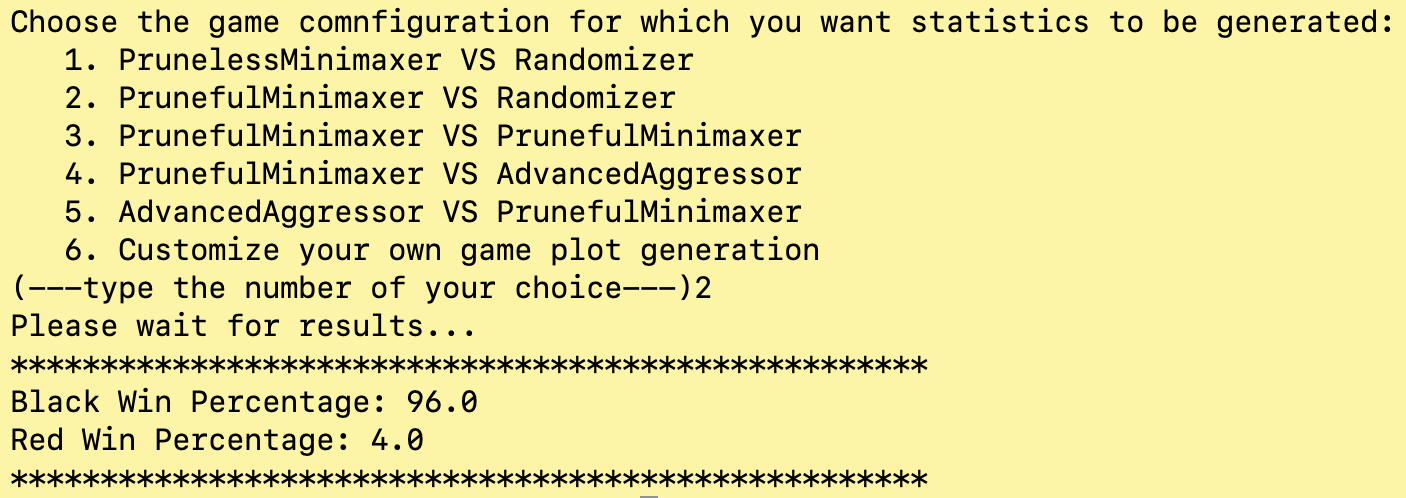 Choose the game comnfiguration for which you want statistics to be generated:
   1. PrunelessMinimaxer VS Randomizer
   2. PrunefulMinimaxer VS Randomizer
   3. PrunefulMinimaxer VS PrunefulMinimaxer
   4. PrunefulMinimaxer VS AdvancedAggressor
   5. AdvancedAggressor VS PrunefulMinimaxer
   6. Customize your own game plot generation
(---type the number of your choice---)2
Please wait for results...
***************************************************
Black Win Percentage: 96.0
Red Win Percentage: 4.0
***************************************************